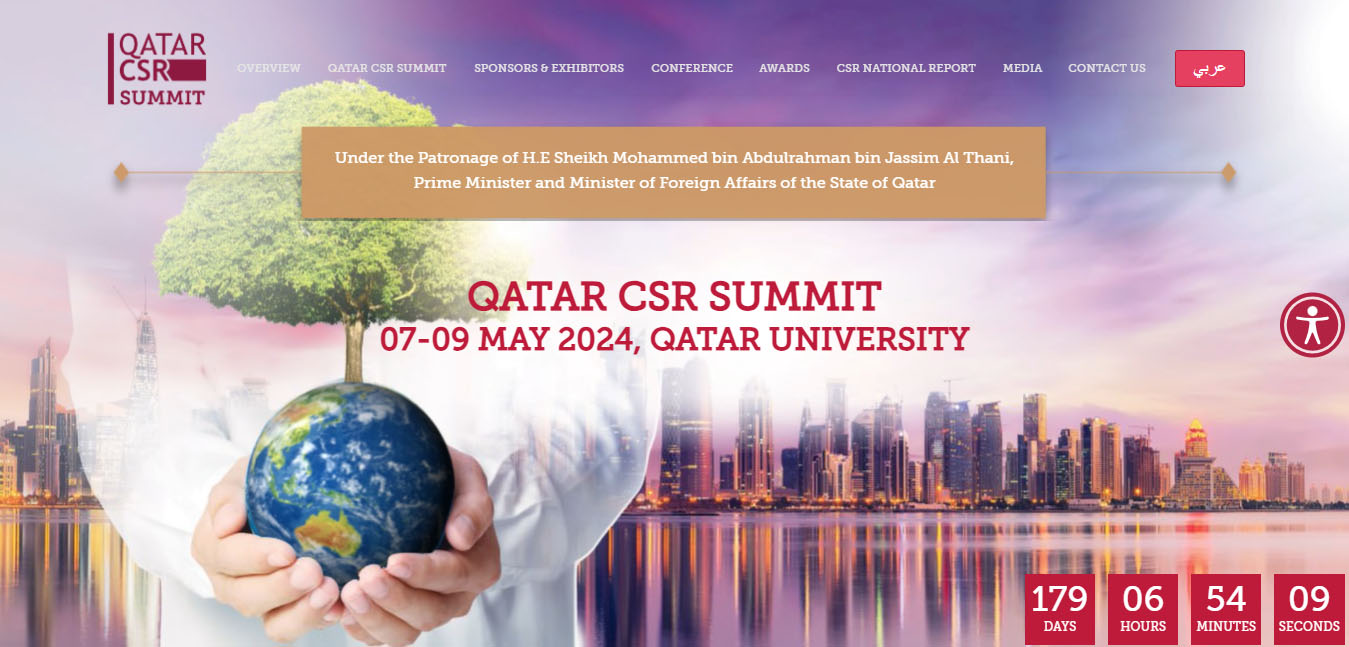 QATAR
CSR
SUMMIT
OVERVIEW
QATAR CSR SUMMIT
SPONSORS & EXHIBITORS
CONFERENCE
AWARDS
CSR NATIONAL REPORT
MEDIA
CONTACT US
عربي
Under the Patronage of H.E Sheikh Mohammed bin Abdulrahman bin Jassim Al Thani,
Prime Minister and Minister of Foreign Affairs of the State of Qatar
QATAR CSR SUMMIT
07-09 MAY 2024, QATAR UNIVERSITY
179
DAYS
06
HOURS
54
MINUTES
09
SECONDS